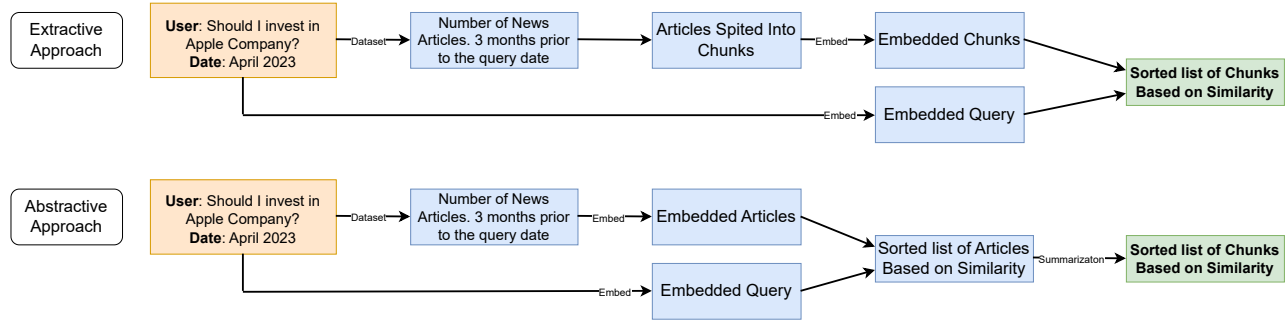 Extractive
Approach
User: Should I invest in
Apple Company?
Date: April 2023
Dataset
Number of News
Articles. 3 months prior
to the query date
Articles Spited Into
Chunks
Embed
Embedded Chunks
Embed
Embedded Query
Sorted list of Chunks
Based on Similarity
Abstractive
Approach
User: Should I invest in
Apple Company?
Date: April 2023
Dataset
Number of News
Articles. 3 months prior
to the query date
Embed
Embedded Articles
Embed
Embedded Query
Sorted list of Articles
Based on Similarity
Summarizaton
Sorted list of Chunks
Based on Similarity